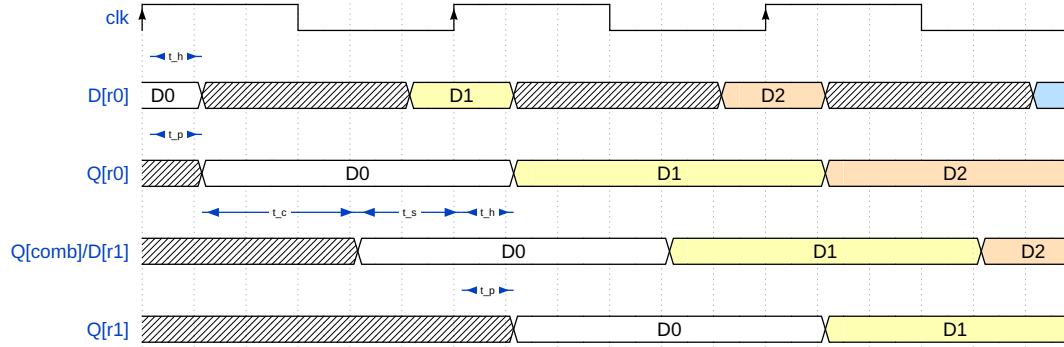 clk
t_h
D[r0] D0 D1 D2
t_p
Q[r0] D0 D1 D2
t_c t_s t_h
Q[comb]/D[r1] D0 D1 D2
t_p
Q[r1] D0 D1